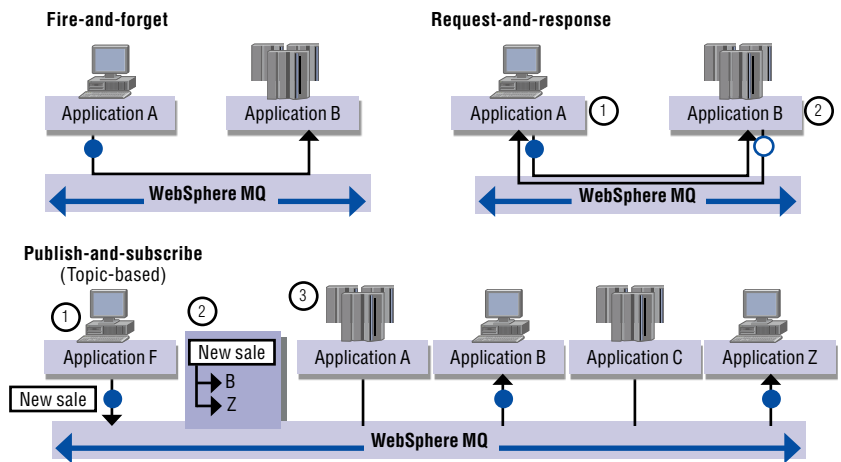 Fire-and-forget
Application A
Application B
WebSphere MQ
Request-and-response
Application A
1
Application B
2
WebSphere MQ
Publish-and-subscribe
(Topic-based)
1
Application F
New sale
2
New sale
B
Z
3
Application A
Application B
Application C
Application Z
WebSphere MQ